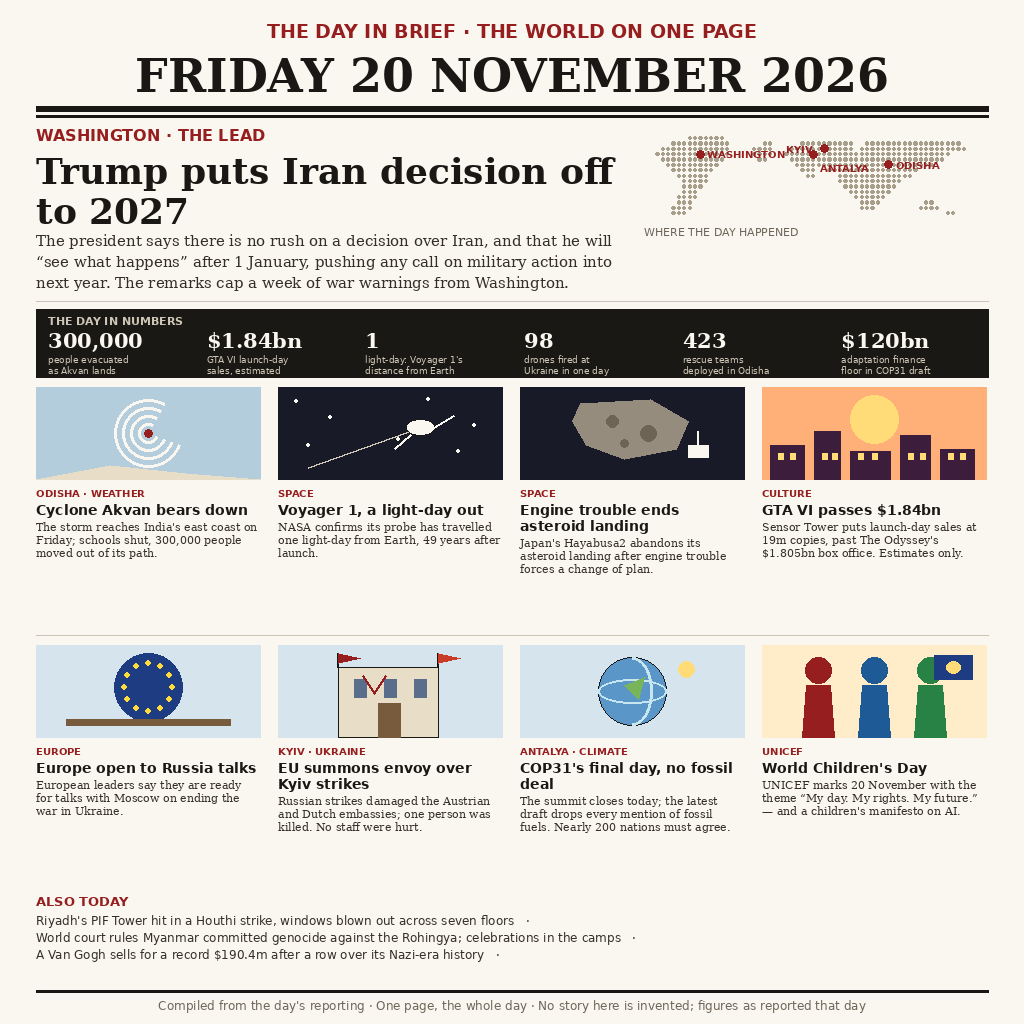 THE DAY IN BRIEF · THE WORLD ON ONE PAGE
FRIDAY 20 NOVEMBER 2026
WASHINGTON · THE LEAD
Trump puts Iran decision off
to 2027
The president says there is no rush on a decision over Iran, and that he will
“see what happens” after 1 January, pushing any call on military action into
next year. The remarks cap a week of war warnings from Washington.
WASHINGTON
KYIV
ANTALYA
ODISHA
WHERE THE DAY HAPPENED
THE DAY IN NUMBERS
300,000
people evacuated
as Akvan lands
$1.84bn
GTA VI launch-day
sales, estimated
1
light-day: Voyager 1's
distance from Earth
98
drones fired at
Ukraine in one day
423
rescue teams
deployed in Odisha
$120bn
adaptation finance
floor in COP31 draft
ODISHA · WEATHER
Cyclone Akvan bears down
The storm reaches India's east coast on
Friday; schools shut, 300,000 people
moved out of its path.
SPACE
Voyager 1, a light-day out
NASA confirms its probe has travelled
one light-day from Earth, 49 years after
launch.
SPACE
Engine trouble ends
asteroid landing
Japan's Hayabusa2 abandons its
asteroid landing after engine trouble
forces a change of plan.
CULTURE
GTA VI passes $1.84bn
Sensor Tower puts launch-day sales at
19m copies, past The Odyssey's
$1.805bn box office. Estimates only.
EUROPE
Europe open to Russia talks
European leaders say they are ready
for talks with Moscow on ending the
war in Ukraine.
KYIV · UKRAINE
EU summons envoy over
Kyiv strikes
Russian strikes damaged the Austrian
and Dutch embassies; one person was
killed. No staff were hurt.
ANTALYA · CLIMATE
COP31's final day, no fossil
deal
The summit closes today; the latest
draft drops every mention of fossil
fuels. Nearly 200 nations must agree.
UNICEF
World Children's Day
UNICEF marks 20 November with the
theme “My day. My rights. My future.”
— and a children's manifesto on AI.
ALSO TODAY
Riyadh's PIF Tower hit in a Houthi strike, windows blown out across seven floors ·
World court rules Myanmar committed genocide against the Rohingya; celebrations in the camps ·
A Van Gogh sells for a record $190.4m after a row over its Nazi-era history ·
Compiled from the day's reporting · One page, the whole day · No story here is invented; figures as reported that day